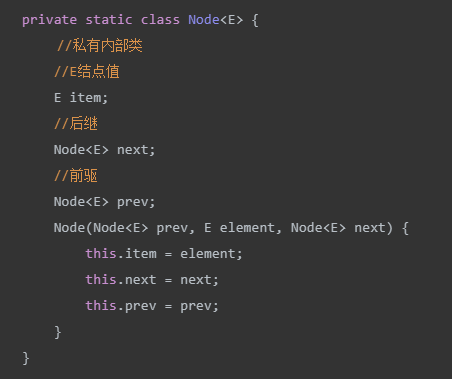 private static class Node<E> {
//私有内部类
//E结点值
E item;
//后继
Node<E> next;
//前驱
Node<E> prev;
Node(Node<E> prev, E element, Node<E> next) {
this.item = element;
this.next = next;
this.prev = prev;
}
}